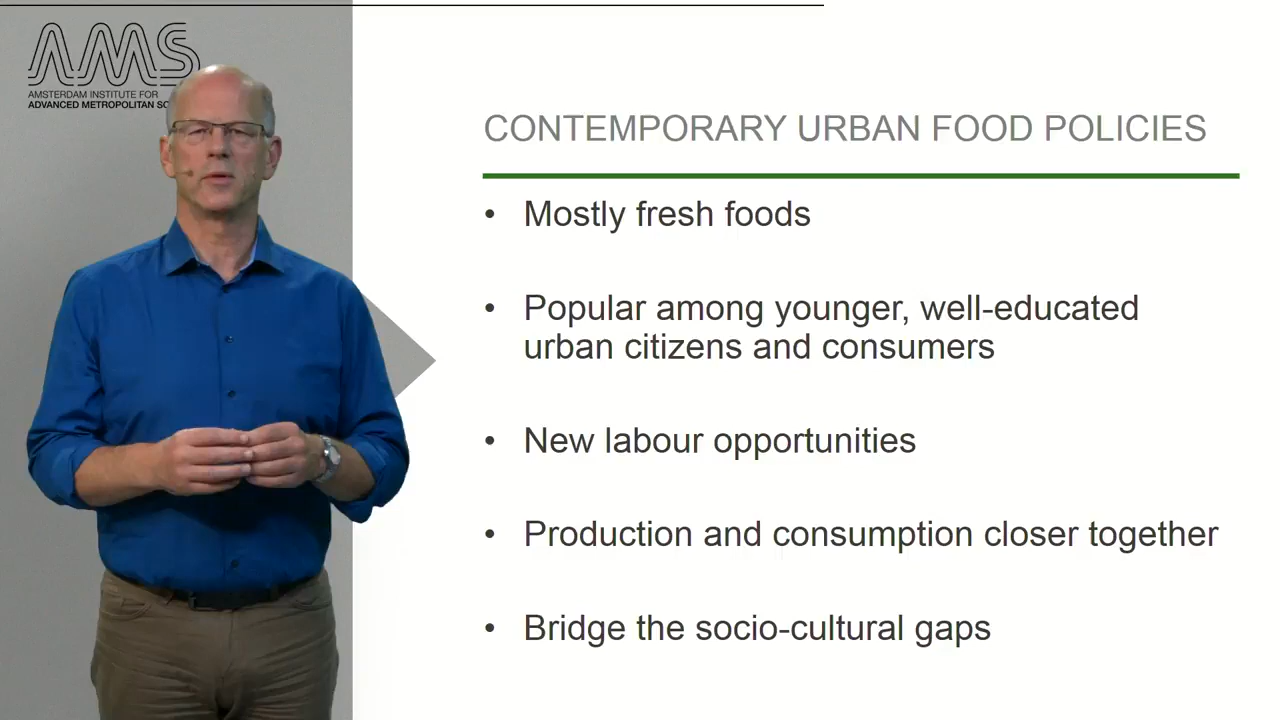 AMS
AMSTERDAM INSTITUTE FOR
ADVANCED METROPOLITAN
CONTEMPORARY URBAN FOOD POLICIES
• Mostly fresh foods
• Popular among younger, well-educated
urban citizens and consumers
• New labour opportunities
• Production and consumption closer together
• Bridge the socio-cultural gaps